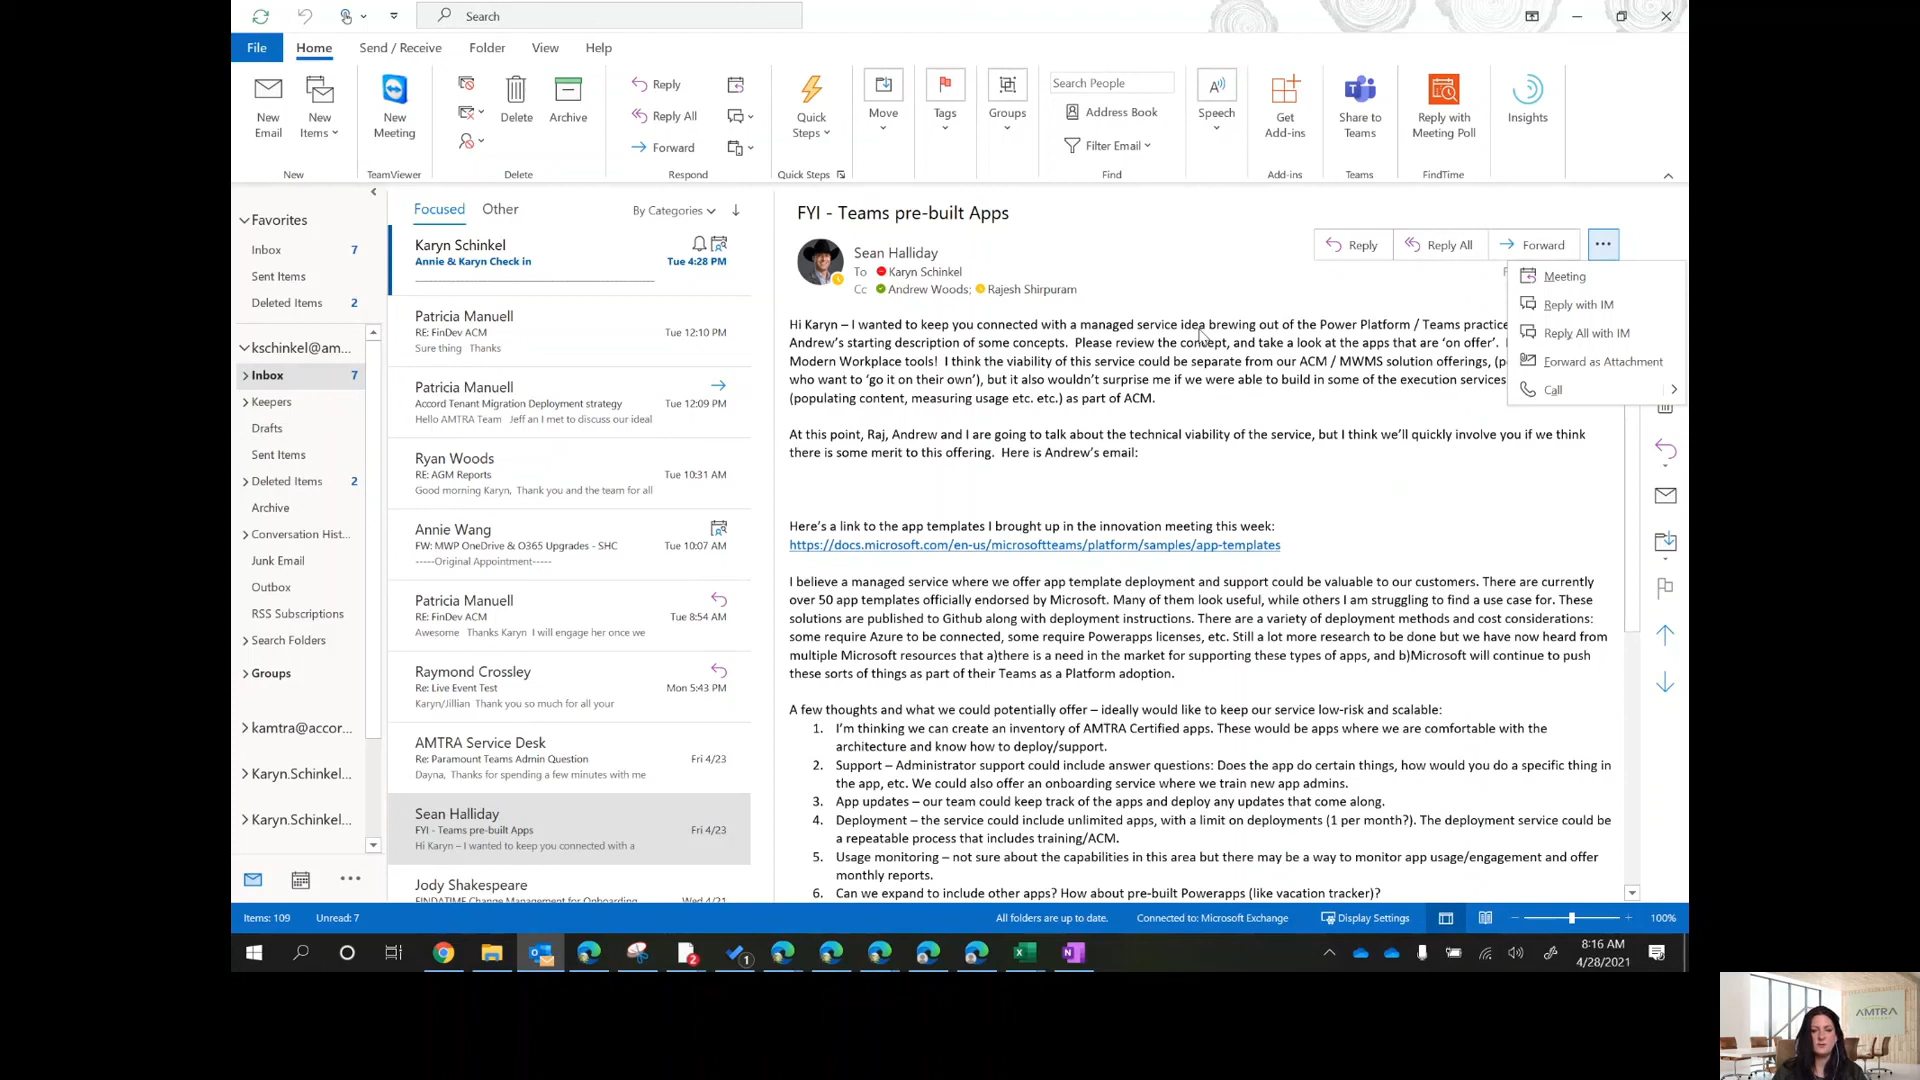 Search
File Home Send / Receive Folder View Help
New Email
New Items
New Meeting
Delete
Archive
Reply
Reply All
Forward
Quick Steps
Move
Tags
Groups
Search People
Address Book
Filter Email
Speech
Get Add-ins
Share to Teams
Reply with Meeting Poll
Insights
New TeamViewer Delete Respond Quick Steps Find Add-ins Teams FindTime
Favorites
Inbox 7
Sent Items
Deleted Items 2
kschinkel@am...
Inbox 7
Keepers
Drafts
Sent Items
Deleted Items 2
Archive
Conversation Hist...
Junk Email
Outbox
RSS Subscriptions
Search Folders
Groups
kamtra@accor...
Karyn.Schinkel...
Karyn.Schinkel...
Focused Other By Categories
Karyn Schinkel
Annie & Karyn Check in Tue 4:28 PM
Patricia Manuell
RE: FinDev ACM Tue 12:10 PM
Sure thing Thanks
Patricia Manuell
Accord Tenant Migration Deployment strategy Tue 12:09 PM
Hello AMTRA Team Jeff an I met to discuss our ideal
Ryan Woods
RE: AGM Reports Tue 10:31 AM
Good morning Karyn, Thank you and the team for all
Annie Wang
FW: MWP OneDrive & O365 Upgrades - SHC Tue 10:07 AM
-----Original Appointment-----
Patricia Manuell
RE: FinDev ACM Tue 8:54 AM
Awesome Thanks Karyn I will engage her once we
Raymond Crossley
Re: Live Event Test Mon 5:43 PM
Karyn/Jillian Thank you so much for all your
AMTRA Service Desk
Re: Paramount Teams Admin Question Fri 4/23
Dayna, Thanks for spending a few minutes with me
Sean Halliday
FYI - Teams pre-built Apps Fri 4/23
Hi Karyn – I wanted to keep you connected with a
Jody Shakespeare
FINDATIME Change Management for Onboarding Wed 4/21
FYI - Teams pre-built Apps
Sean Halliday
To Karyn Schinkel
Cc Andrew Woods; Rajesh Shirpuram
Reply Reply All Forward ...
Meeting
Reply with IM
Reply All with IM
Forward as Attachment
Call
Hi Karyn – I wanted to keep you connected with a managed service idea brewing out of the Power Platform / Teams practice
Andrew's starting description of some concepts. Please review the concept, and take a look at the apps that are 'on offer'.
Modern Workplace tools! I think the viability of this service could be separate from our ACM / MWMS solution offerings,
who want to 'go it on their own'), but it also wouldn't surprise me if we were able to build in some of the execution services
(populating content, measuring usage etc. etc.) as part of ACM.
At this point, Raj, Andrew and I are going to talk about the technical viability of the service, but I think we'll quickly involve you if we think
there is some merit to this offering. Here is Andrew's email:
Here's a link to the app templates I brought up in the innovation meeting this week:
https://docs.microsoft.com/en-us/microsoftteams/platform/samples/app-templates
I believe a managed service where we offer app template deployment and support could be valuable to our customers. There are currently
over 50 app templates officially endorsed by Microsoft. Many of them look useful, while others I am struggling to find a use case for. These
solutions are published to Github along with deployment instructions. There are a variety of deployment methods and cost considerations:
some require Azure to be connected, some require Powerapps licenses, etc. Still a lot more research to be done but we have now heard from
multiple Microsoft resources that a)there is a need in the market for supporting these types of apps, and b)Microsoft will continue to push
these sorts of things as part of their Teams as a Platform adoption.
A few thoughts and what we could potentially offer – ideally would like to keep our service low-risk and scalable:
1. I'm thinking we can create an inventory of AMTRA Certified apps. These would be apps where we are comfortable with the
architecture and know how to deploy/support.
2. Support – Administrator support could include answer questions: Does the app do certain things, how would you do a specific thing in
the app, etc. We could also offer an onboarding service where we train new app admins.
3. App updates – our team could keep track of the apps and deploy any updates that come along.
4. Deployment – the service could include unlimited apps, with a limit on deployments (1 per month?). The deployment service could be
a repeatable process that includes training/ACM.
5. Usage monitoring – not sure about the capabilities in this area but there may be a way to monitor app usage/engagement and offer
monthly reports.
6. Can we expand to include other apps? How about pre-built Powerapps (like vacation tracker)?
Items: 109 Unread: 7 All folders are up to date. Connected to: Microsoft Exchange Display Settings 100%
2
1
8:16 AM
4/28/2021
AMTRA